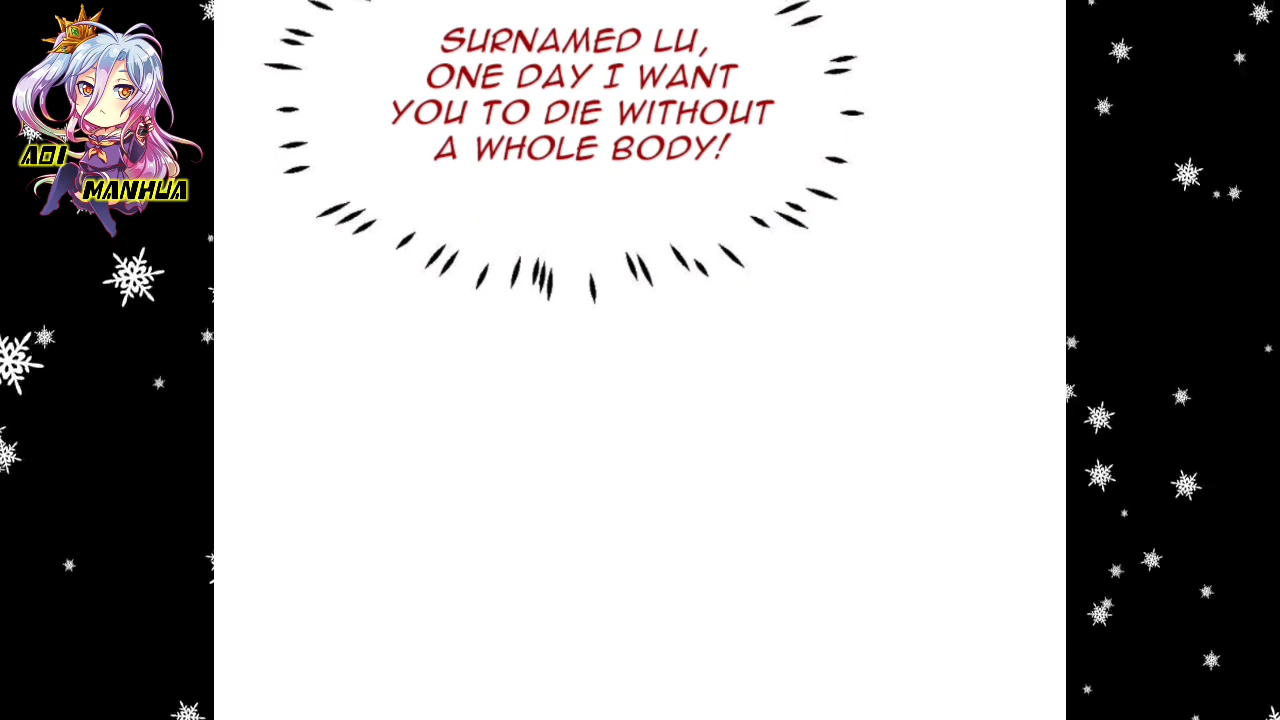 SURNAMED LU,
ONE DAY I WANT
YOU TO DIE WITHOUT
A WHOLE BODY!
AOI
MANHUA